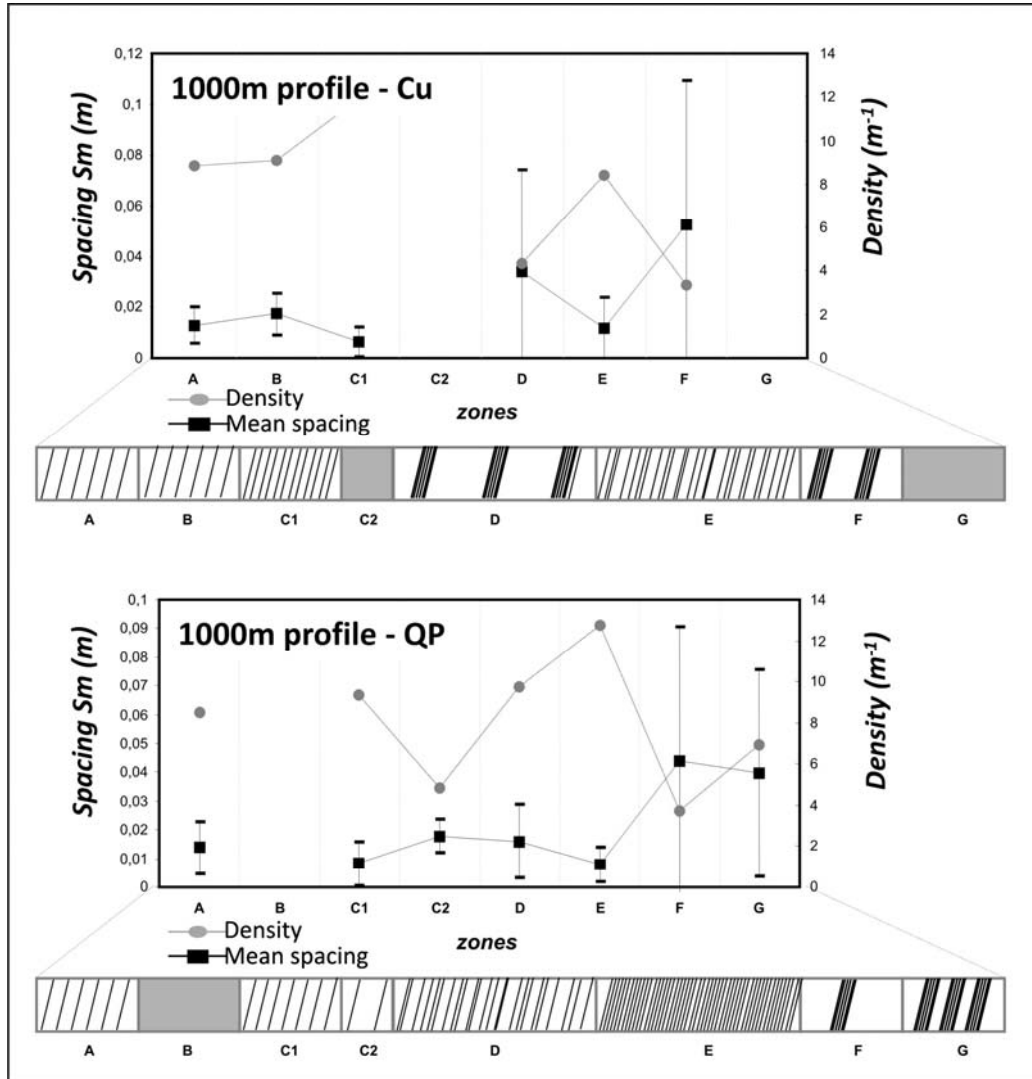 1000m profile - Cu
Spacing Sm (m)
0,12
0,1
0,08
0,06
0,04
0,02
0
Density (m-1)
14
12
10
8
6
4
2
0
A B C1 C2 D E F G
zones
Density
Mean spacing
A B C1 C2 D E F G
1000m profile - QP
Spacing Sm (m)
0,1
0,09
0,08
0,07
0,06
0,05
0,04
0,03
0,02
0,01
0
Density (m-1)
14
12
10
8
6
4
2
0
A B C1 C2 D E F G
zones
Density
Mean spacing
A B C1 C2 D E F G